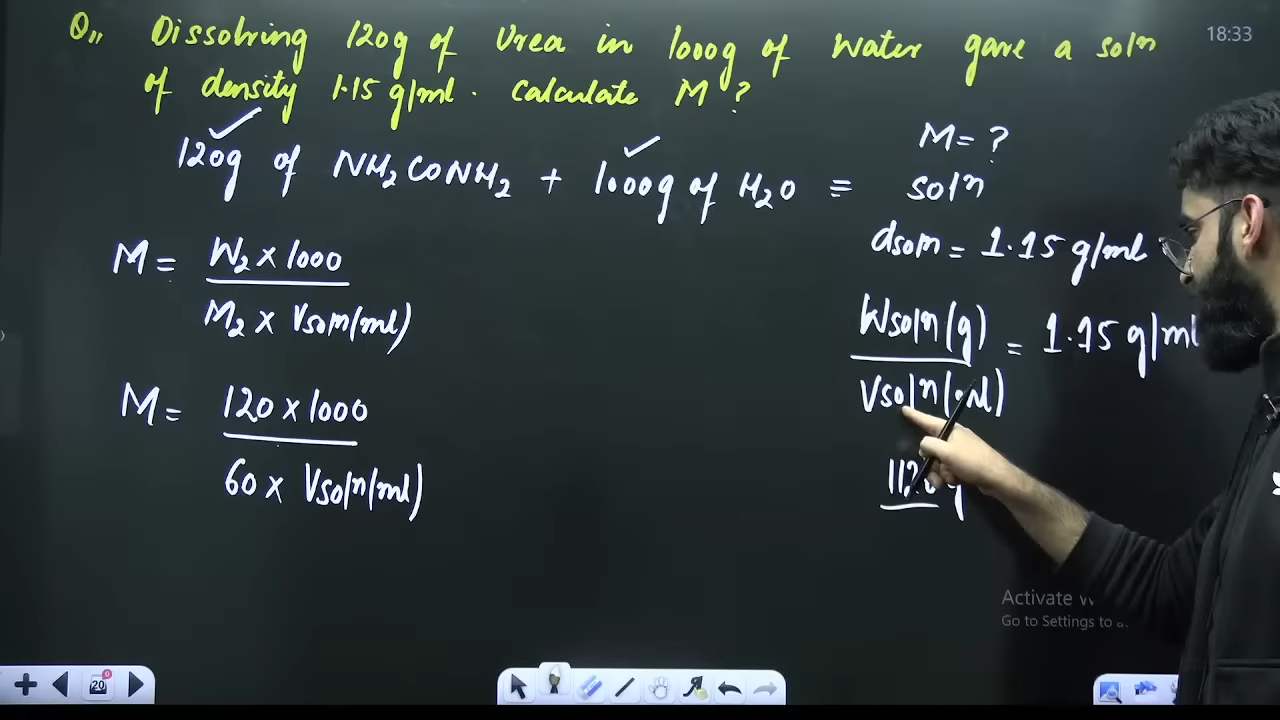 Q,, Dissolving 120g of Urea in 1000g of Water gave a solⁿ
of density 1.15 g/ml. Calculate M ?
18:33
120g of NH₂CONH₂ + 1000g of H₂O = solⁿ
M = ?
dsoln = 1.15 g/ml
M = W₂ × 1000
M₂ × Vsoln(ml)
Wsolⁿ(g) = 1.15 g/ml
Vsolⁿ(ml)
M = 120 × 1000
60 × Vsolⁿ(ml)
1120 g
Activate
Go to Settings to
20